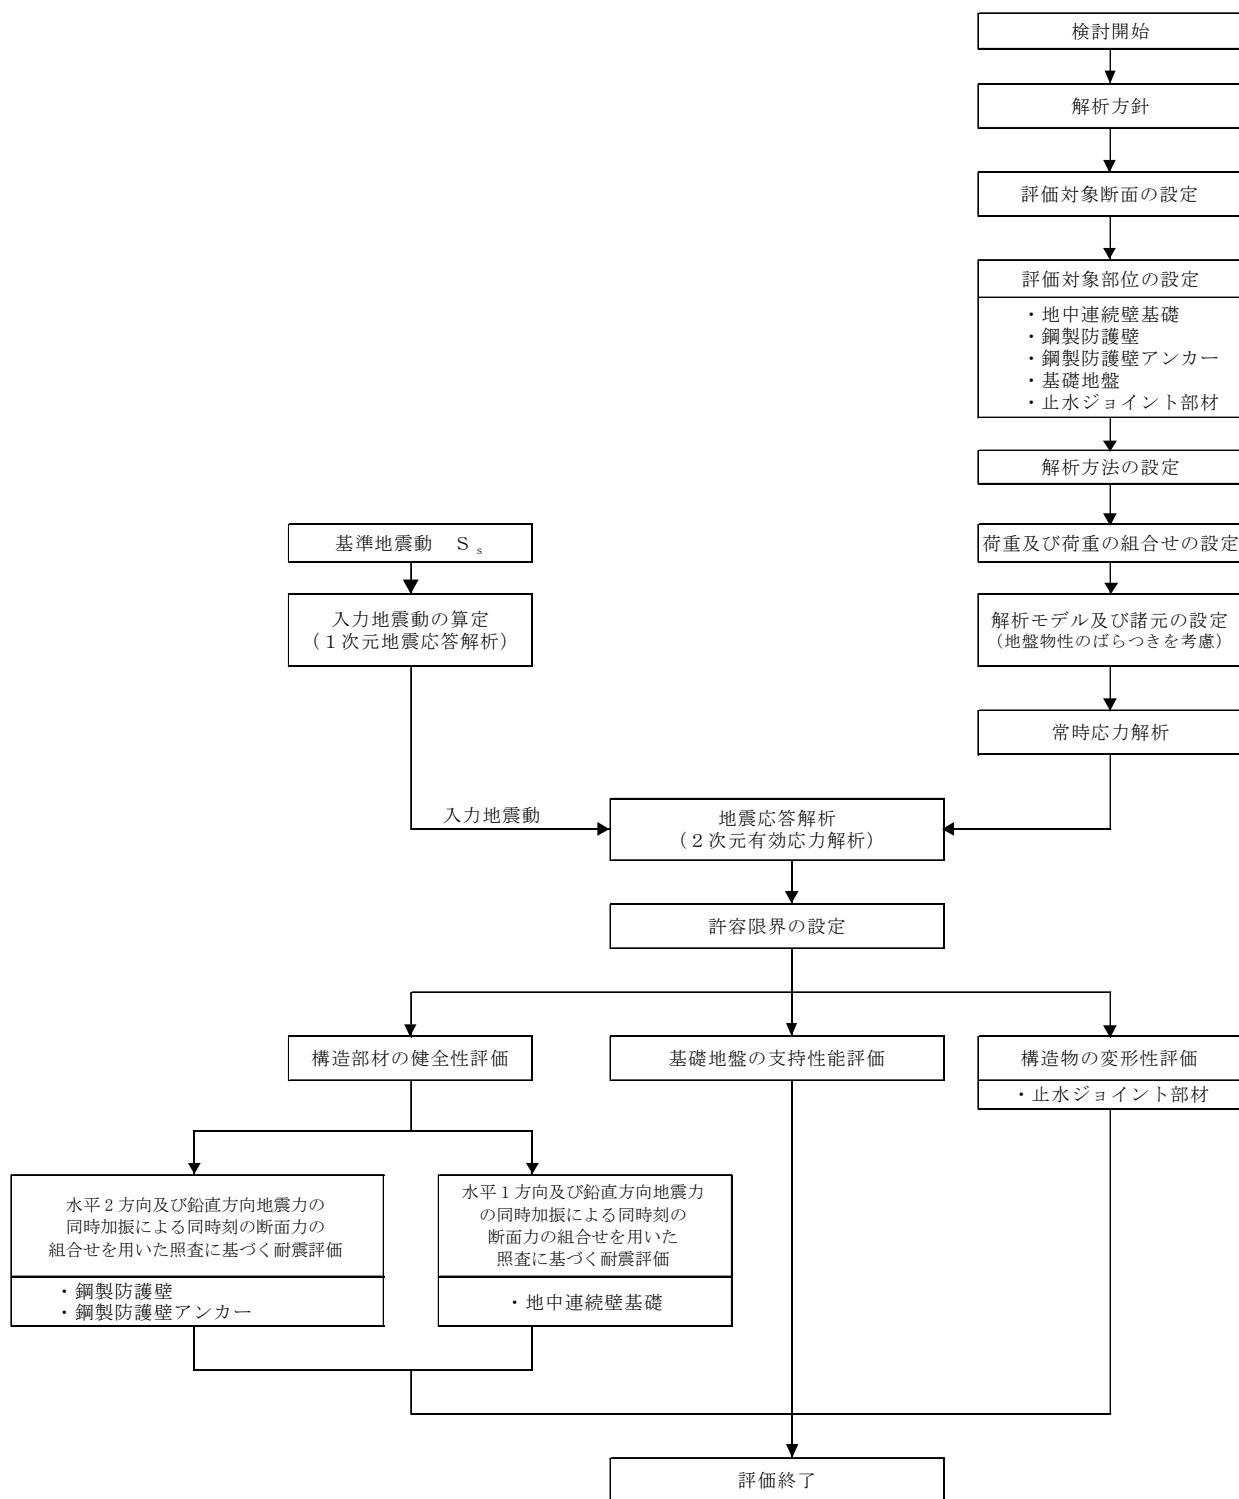 検討開始
解析方針
評価対象断面の設定
評価対象部位の設定
・地中連続壁基礎
・鋼製防護壁
・鋼製防護壁アンカー
・基礎地盤
・止水ジョイント部材
解析方法の設定
基準地震動　Ｓｓ
荷重及び荷重の組合せの設定
入力地震動の算定
（１次元地震応答解析）
解析モデル及び諸元の設定
（地盤物性のばらつきを考慮）
常時応力解析
入力地震動
地震応答解析
（２次元有効応力解析）
許容限界の設定
構造部材の健全性評価
基礎地盤の支持性能評価
構造物の変形性評価
・止水ジョイント部材
水平２方向及び鉛直方向地震力の
同時加振による同時刻の断面力の
組合せを用いた照査に基づく耐震評価
・鋼製防護壁
・鋼製防護壁アンカー
水平１方向及び鉛直方向地震力
の同時加振による同時刻の
断面力の組合せを用いた
照査に基づく耐震評価
・地中連続壁基礎
評価終了